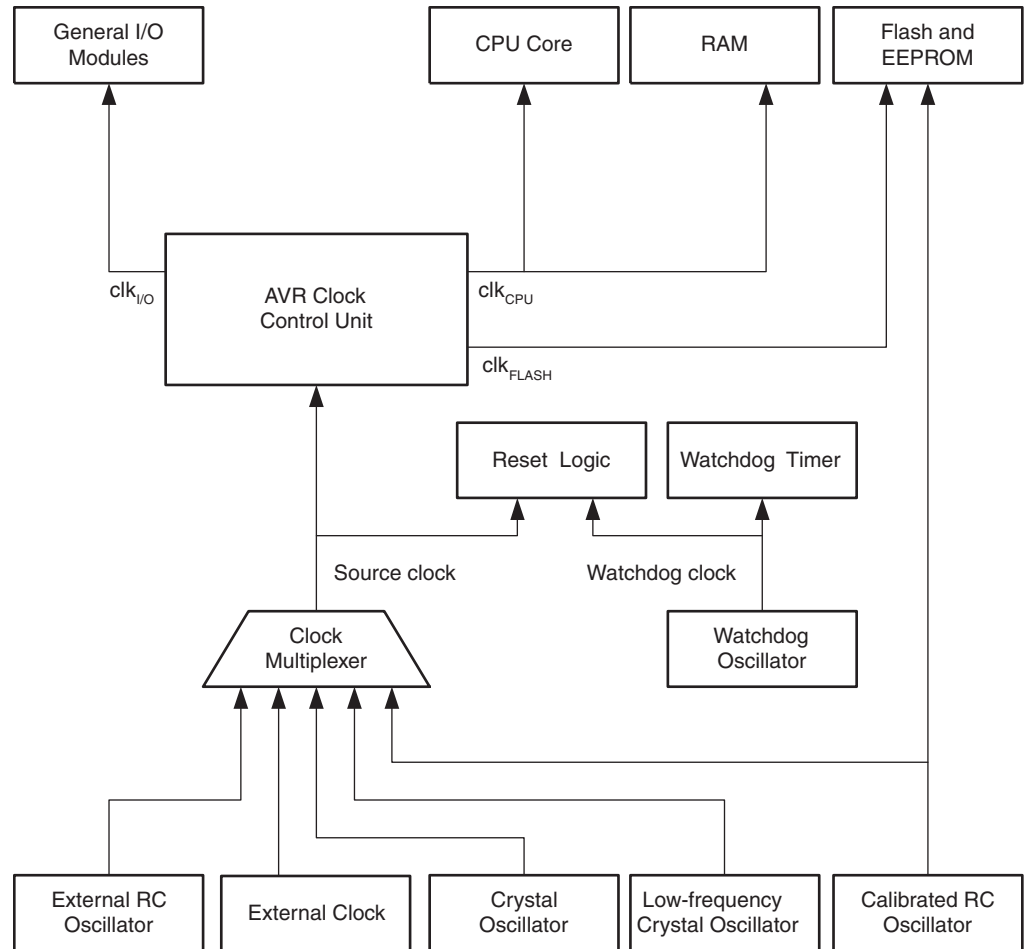 General I/O
Modules
CPU Core
RAM
Flash and
EEPROM
clkI/O
AVR Clock
Control Unit
clkCPU
clkFLASH
Reset Logic
Watchdog Timer
Source clock
Watchdog clock
Clock
Multiplexer
Watchdog
Oscillator
External RC
Oscillator
External Clock
Crystal
Oscillator
Low-frequency
Crystal Oscillator
Calibrated RC
Oscillator